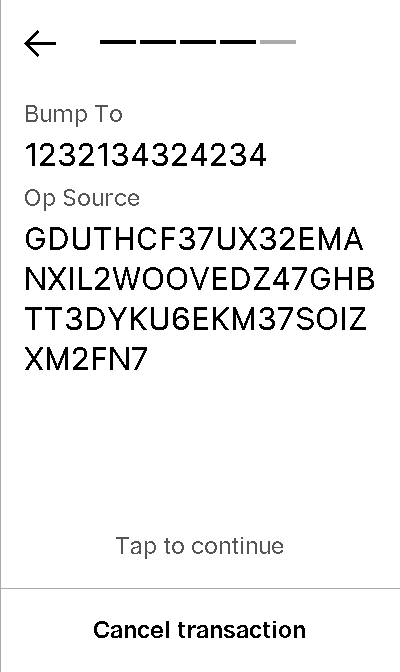 Bump To
1232134324234
Op Source
GDUTHCF37UX32EMA
NXIL2WOOVEDZ47GHB
TT3DYKU6EKM37SOIZ
XM2FN7
Tap to continue
Cancel transaction